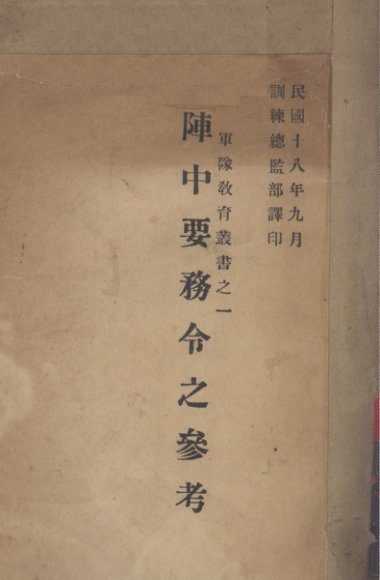 民國十八年九月
訓練總監部譯印
軍隊教育叢書之一
陣中要務令之參考